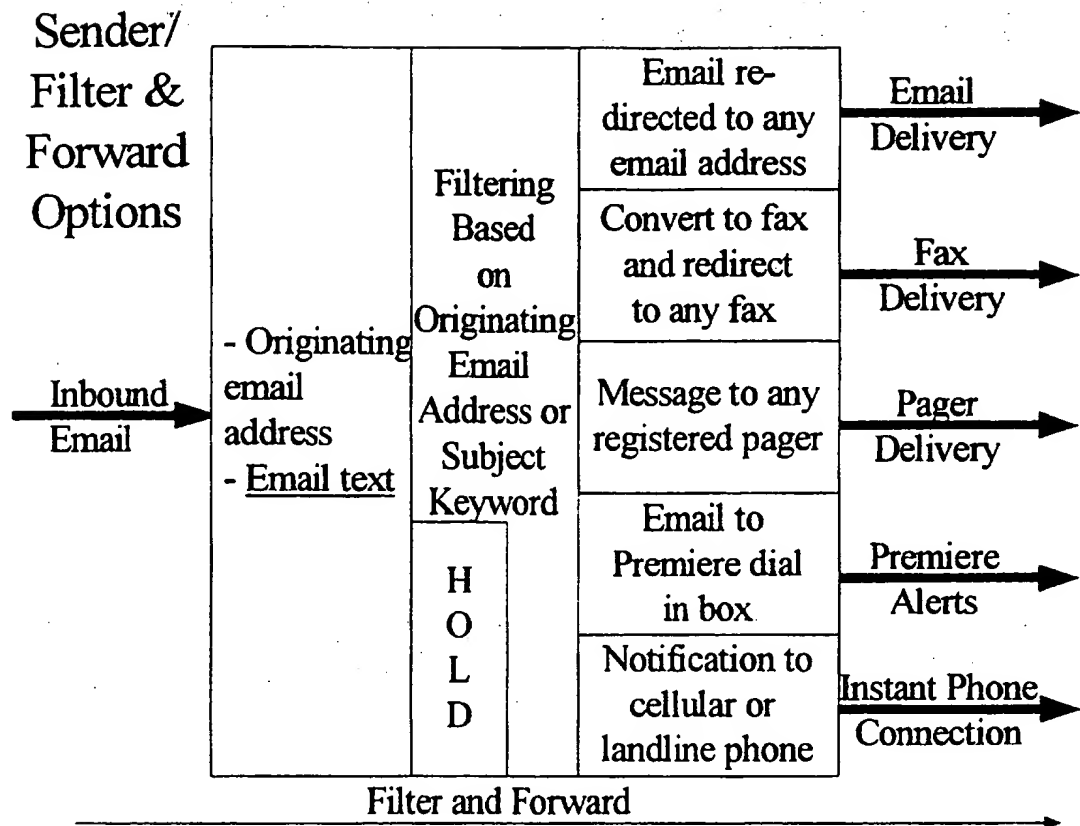 Sender/
Filter &
Forward
Options
Inbound
Email
- Originating
email
address
- Email text
Filtering
Based
on
Originating
Email
Address or
Subject
Keyword
H
O
L
D
Email re-
directed to any
email address
Convert to fax
and redirect
to any fax
Message to any
registered pager
Email to
Premiere dial
in box
Notification to
cellular or
landline phone
Email
Delivery
Fax
Delivery
Pager
Delivery
Premiere
Alerts
Instant Phone
Connection
Filter and Forward